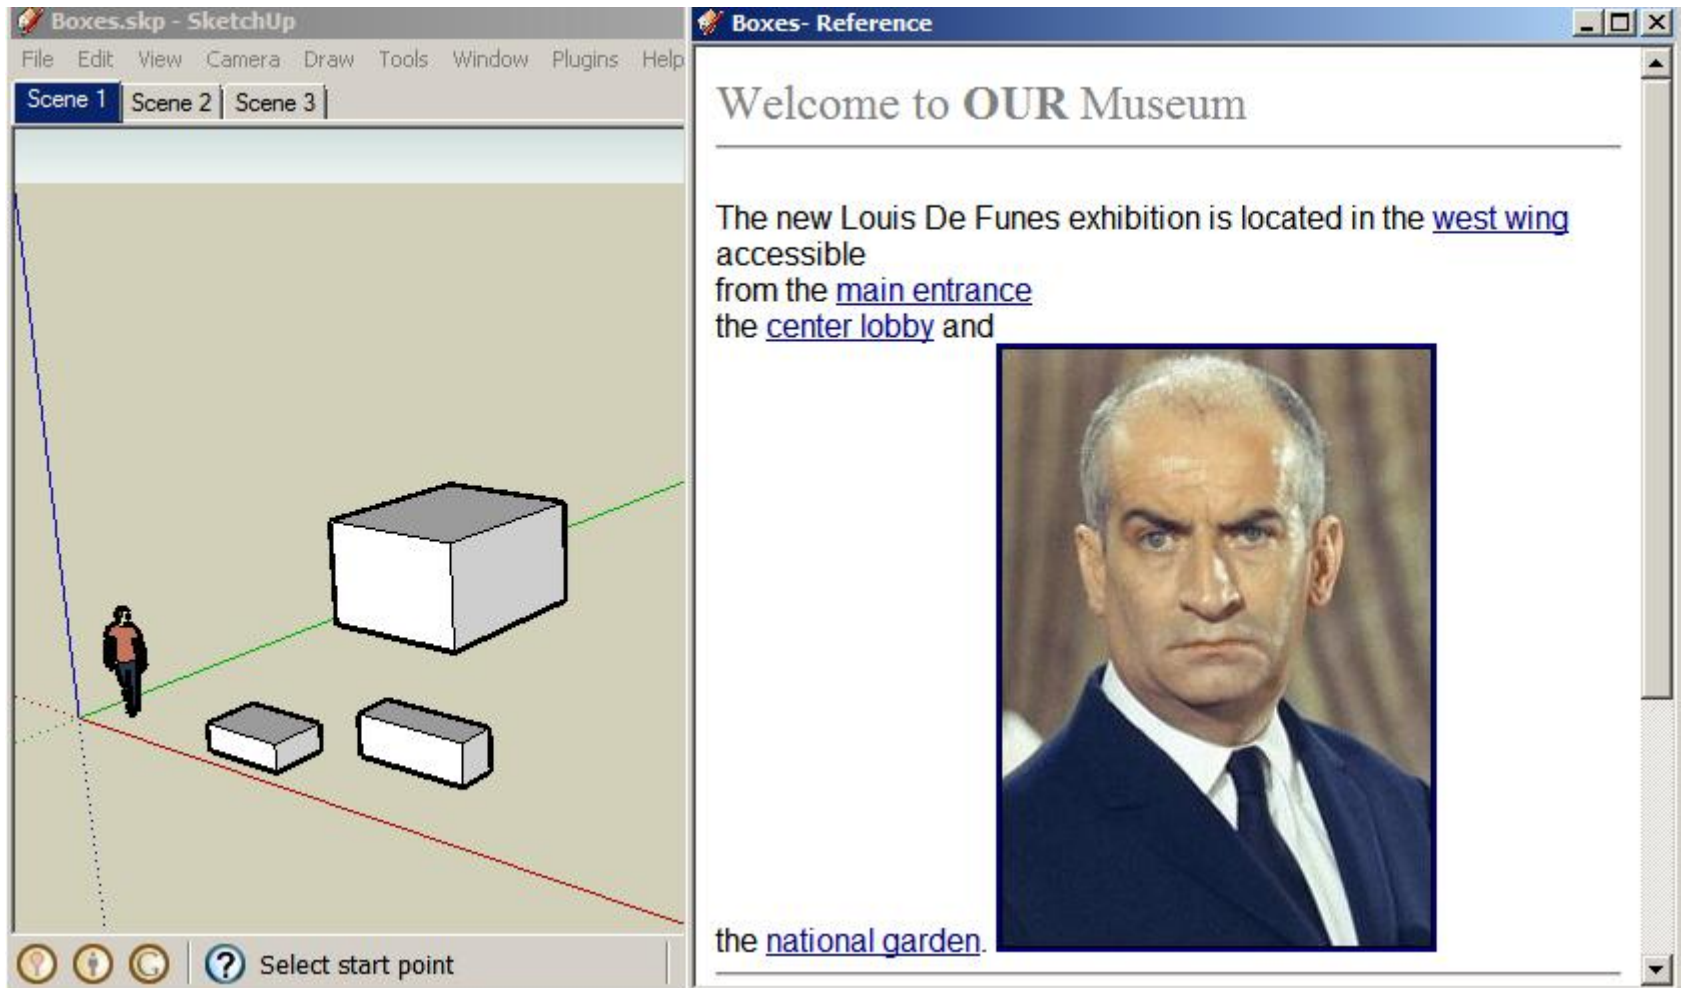 Boxes.skp - SketchUp
File Edit View Camera Draw Tools Window Plugins Help
Scene 1 Scene 2 Scene 3
Select start point
Boxes- Reference
Welcome to OUR Museum
The new Louis De Funes exhibition is located in the west wing
accessible
from the main entrance
the center lobby and
the national garden.